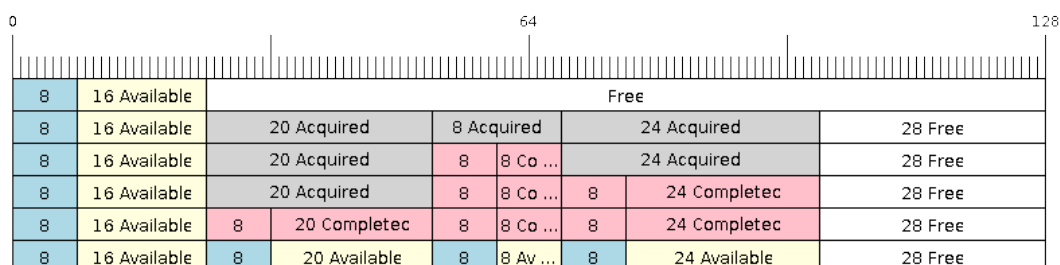 0 64 128
8 16 Available Free
8 16 Available 20 Acquired 8 Acquired 24 Acquired 28 Free
8 16 Available 20 Acquired 8 8 Co ... 24 Acquired 28 Free
8 16 Available 20 Acquired 8 8 Co ... 8 24 Completec 28 Free
8 16 Available 8 20 Completec 8 8 Co ... 8 24 Completec 28 Free
8 16 Available 8 20 Available 8 8 Av ... 8 24 Available 28 Free